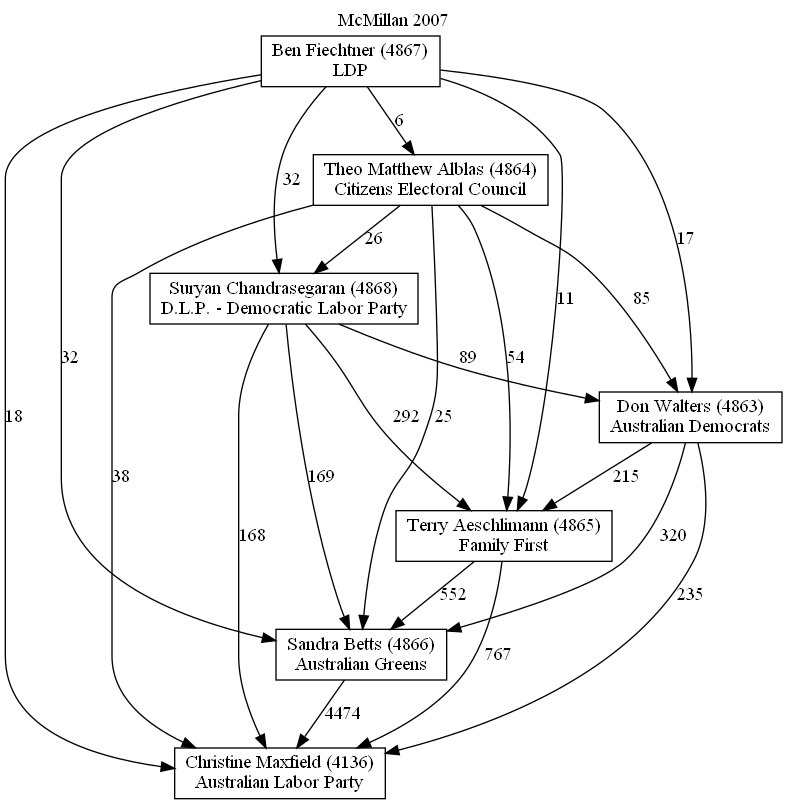 McMillan 2007
Ben Fiechtner (4867)
LDP
6
Theo Matthew Alblas (4864)
Citizens Electoral Council
32
26
17
Suryan Chandrasegaran (4868)
D.L.P. - Democratic Labor Party
11
85
32
89
54
18
292
25
Don Walters (4863)
Australian Democrats
38
169
215
168
Terry Aeschlimann (4865)
Family First
320
552
235
Sandra Betts (4866)
Australian Greens
767
4474
Christine Maxfield (4136)
Australian Labor Party